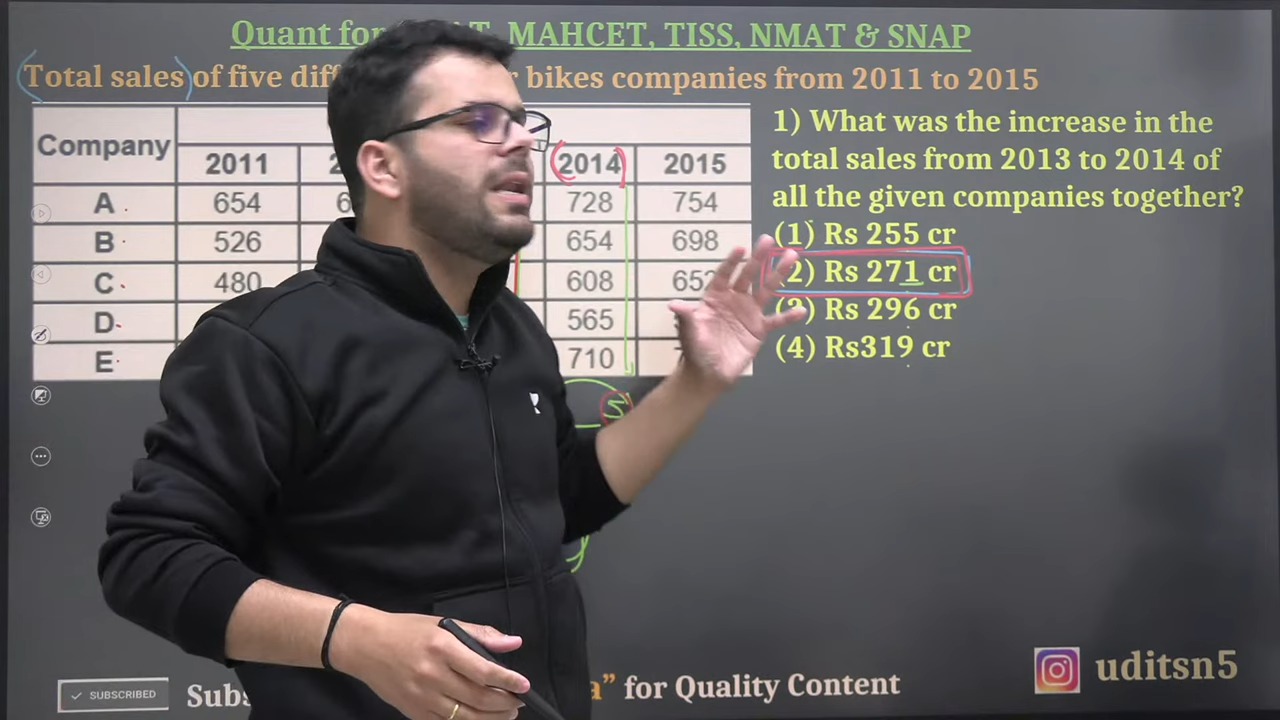 Quant for MAHCET, TISS, NMAT & SNAP
Total sales of five bikes companies from 2011 to 2015
Company
2011 2014 2015
A 654 728 754
B 526 654 698
C 480 608
D 565
E 710
1) What was the increase in the
total sales from 2013 to 2014 of
all the given companies together?
(1) Rs 255 cr
(2) Rs 271 cr
(3) Rs 296 cr
(4) Rs319 cr
5
uditsn5
SUBSCRIBED
for Quality Content